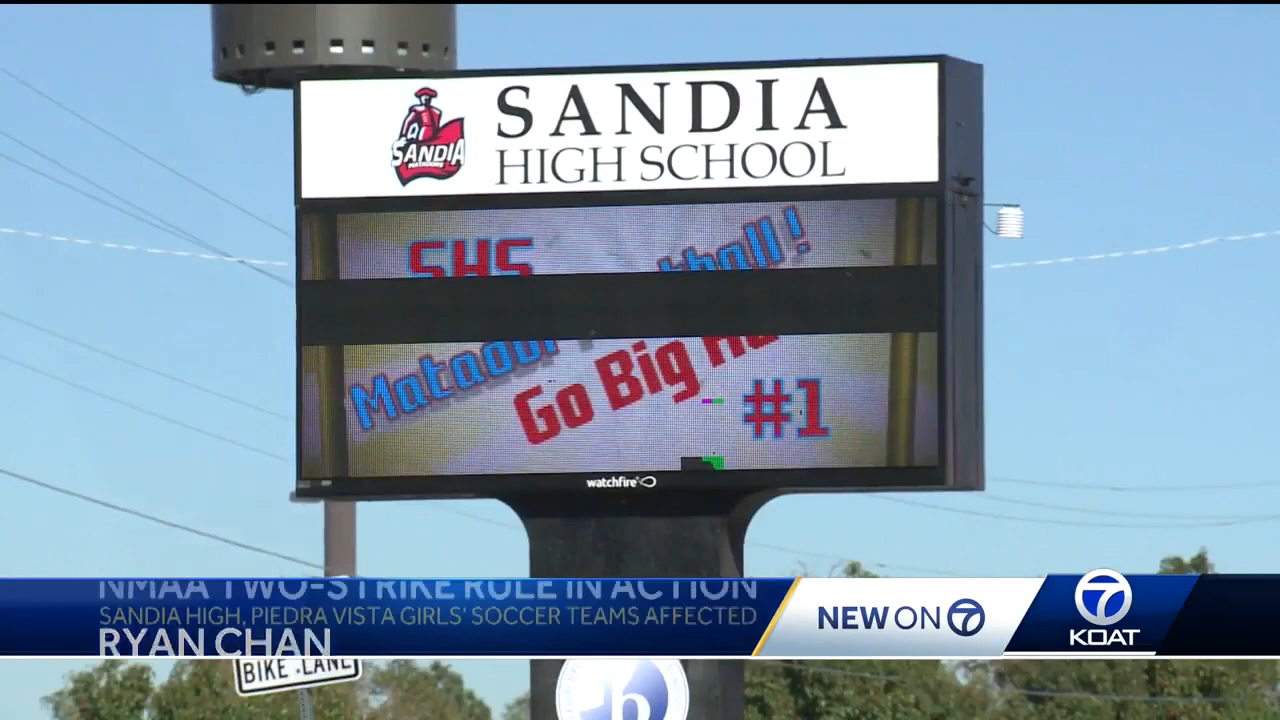 SANDIA
HIGH SCHOOL
SANDIA
MATADORS
SHS
#1
Go Big
watchfire
NMAA TWO-STRIKE RULE IN ACTION
SANDIA HIGH, PIEDRA VISTA GIRLS' SOCCER TEAMS AFFECTED
RYAN CHAN
NEW ON 7
7
KOAT
BIKE LANE
b